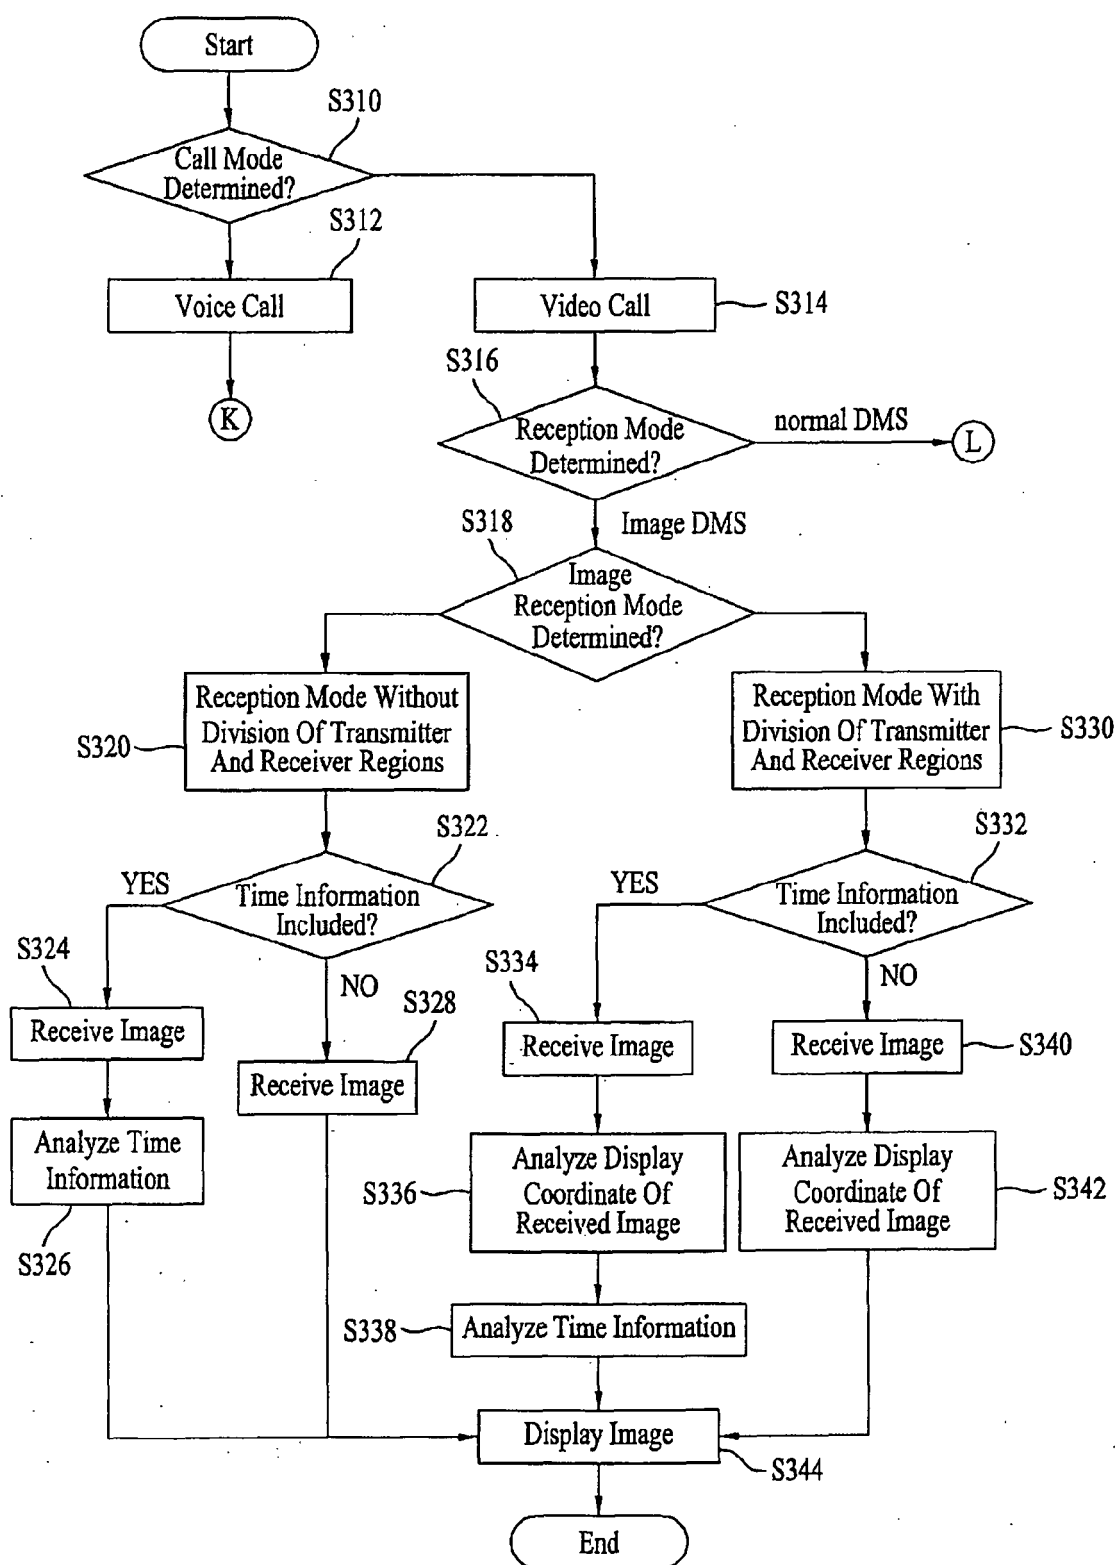 Start
S310
Call Mode
Determined?
S312
Voice Call
Video Call
S314
K
S316
Reception Mode
Determined?
normal DMS
L
Image DMS
S318
Image
Reception Mode
Determined?
Reception Mode Without
Division Of Transmitter
And Receiver Regions
S320
Reception Mode With
Division Of Transmitter
And Receiver Regions
S330
S322
YES
Time Information
Included?
NO
S332
YES
Time Information
Included?
NO
S324
Receive Image
S328
Receive Image
S334
Receive Image
Receive Image
S340
Analyze Time
Information
S326
Analyze Display
Coordinate Of
Received Image
S336
Analyze Display
Coordinate Of
Received Image
S342
S338
Analyze Time Information
Display Image
S344
End